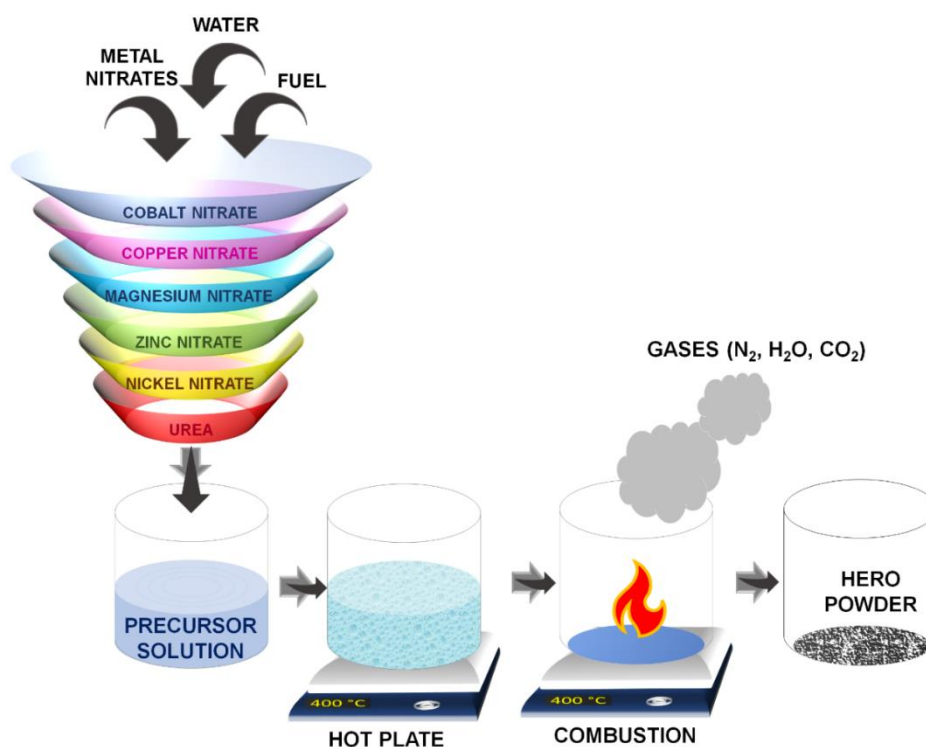 WATER
METAL
NITRATES
FUEL
COBALT NITRATE
COPPER NITRATE
MAGNESIUM NITRATE
ZINC NITRATE
NICKEL NITRATE
UREA
GASES (N₂, H₂O, CO₂)
PRECURSOR
SOLUTION
HERO
POWDER
400 °C
400 °C
HOT PLATE
COMBUSTION